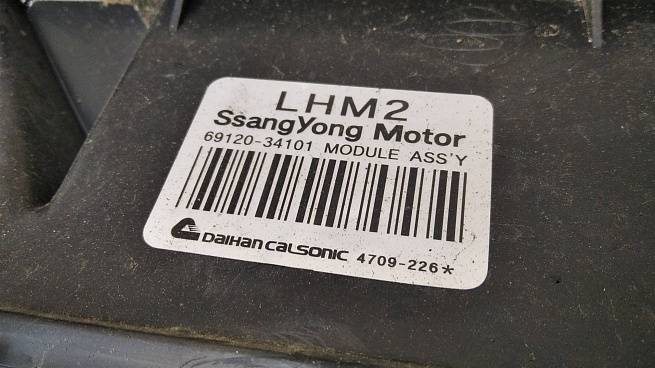 LHM2
SsangYong Motor
69120-34101 MODULE ASS'Y
DAIHAN CALSONIC 4709-226*